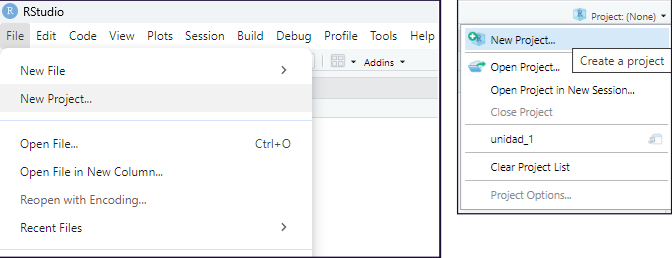 RStudio
File Edit Code View Plots Session Build Debug Profile Tools Help
Addins
New File
New Project...
Open File... Ctrl+O
Open File in New Column...
Reopen with Encoding...
Recent Files
Project: (None)
New Project...
Create a project
Open Project...
Open Project in New Session...
Close Project
unidad_1
Clear Project List
Project Options...